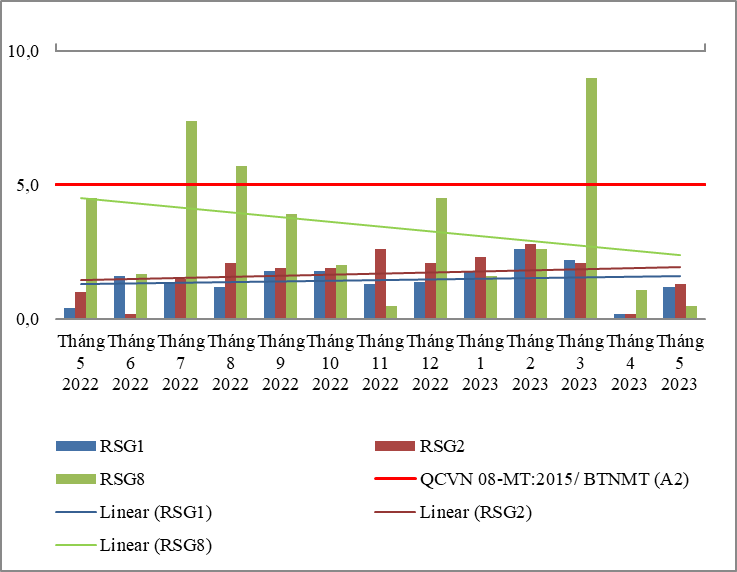 10,0
5,0
0,0
Tháng Tháng Tháng Tháng Tháng Tháng Tháng Tháng Tháng Tháng Tháng Tháng Tháng
5 6 7 8 9 10 11 12 1 2 3 4 5
2022 2022 2022 2022 2022 2022 2022 2022 2023 2023 2023 2023 2023
RSG1 RSG2
RSG8 QCVN 08-MT:2015/ BTNMT (A2)
Linear (RSG1) Linear (RSG2)
Linear (RSG8)